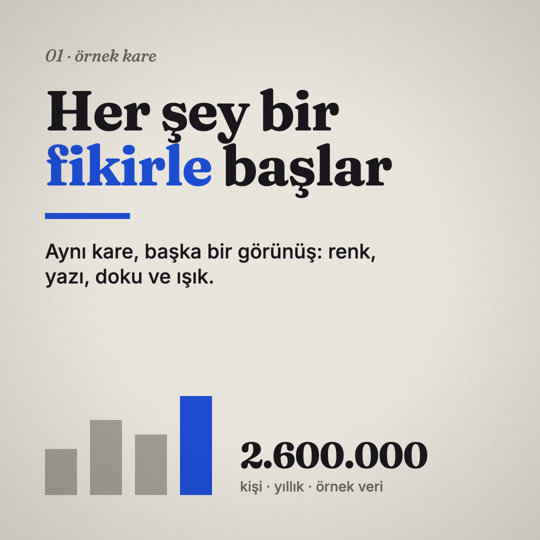 01 · örnek kare
Her şey bir
fikirle başlar
Aynı kare, başka bir görünüş: renk,
yazı, doku ve ışık.
2.600.000
kişi · yıllık · örnek veri